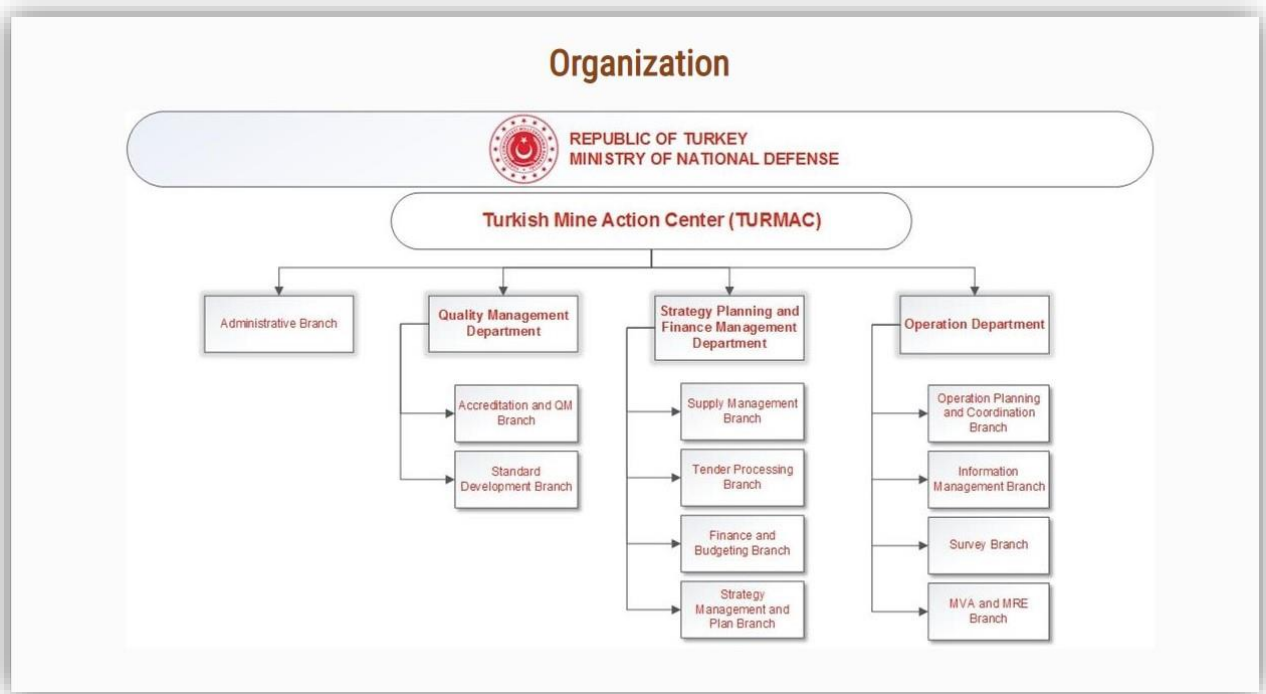 Organization
REPUBLIC OF TURKEY
MINISTRY OF NATIONAL DEFENSE
Turkish Mine Action Center (TURMAC)
Administrative Branch
Quality Management
Department
Accreditation and QM
Branch
Standard
Development Branch
Strategy Planning and
Finance Management
Department
Supply Management
Branch
Tender Processing
Branch
Finance and
Budgeting Branch
Strategy
Management and
Plan Branch
Operation Department
Operation Planning
and Coordination
Branch
Information
Management Branch
Survey Branch
MVA and MRE
Branch